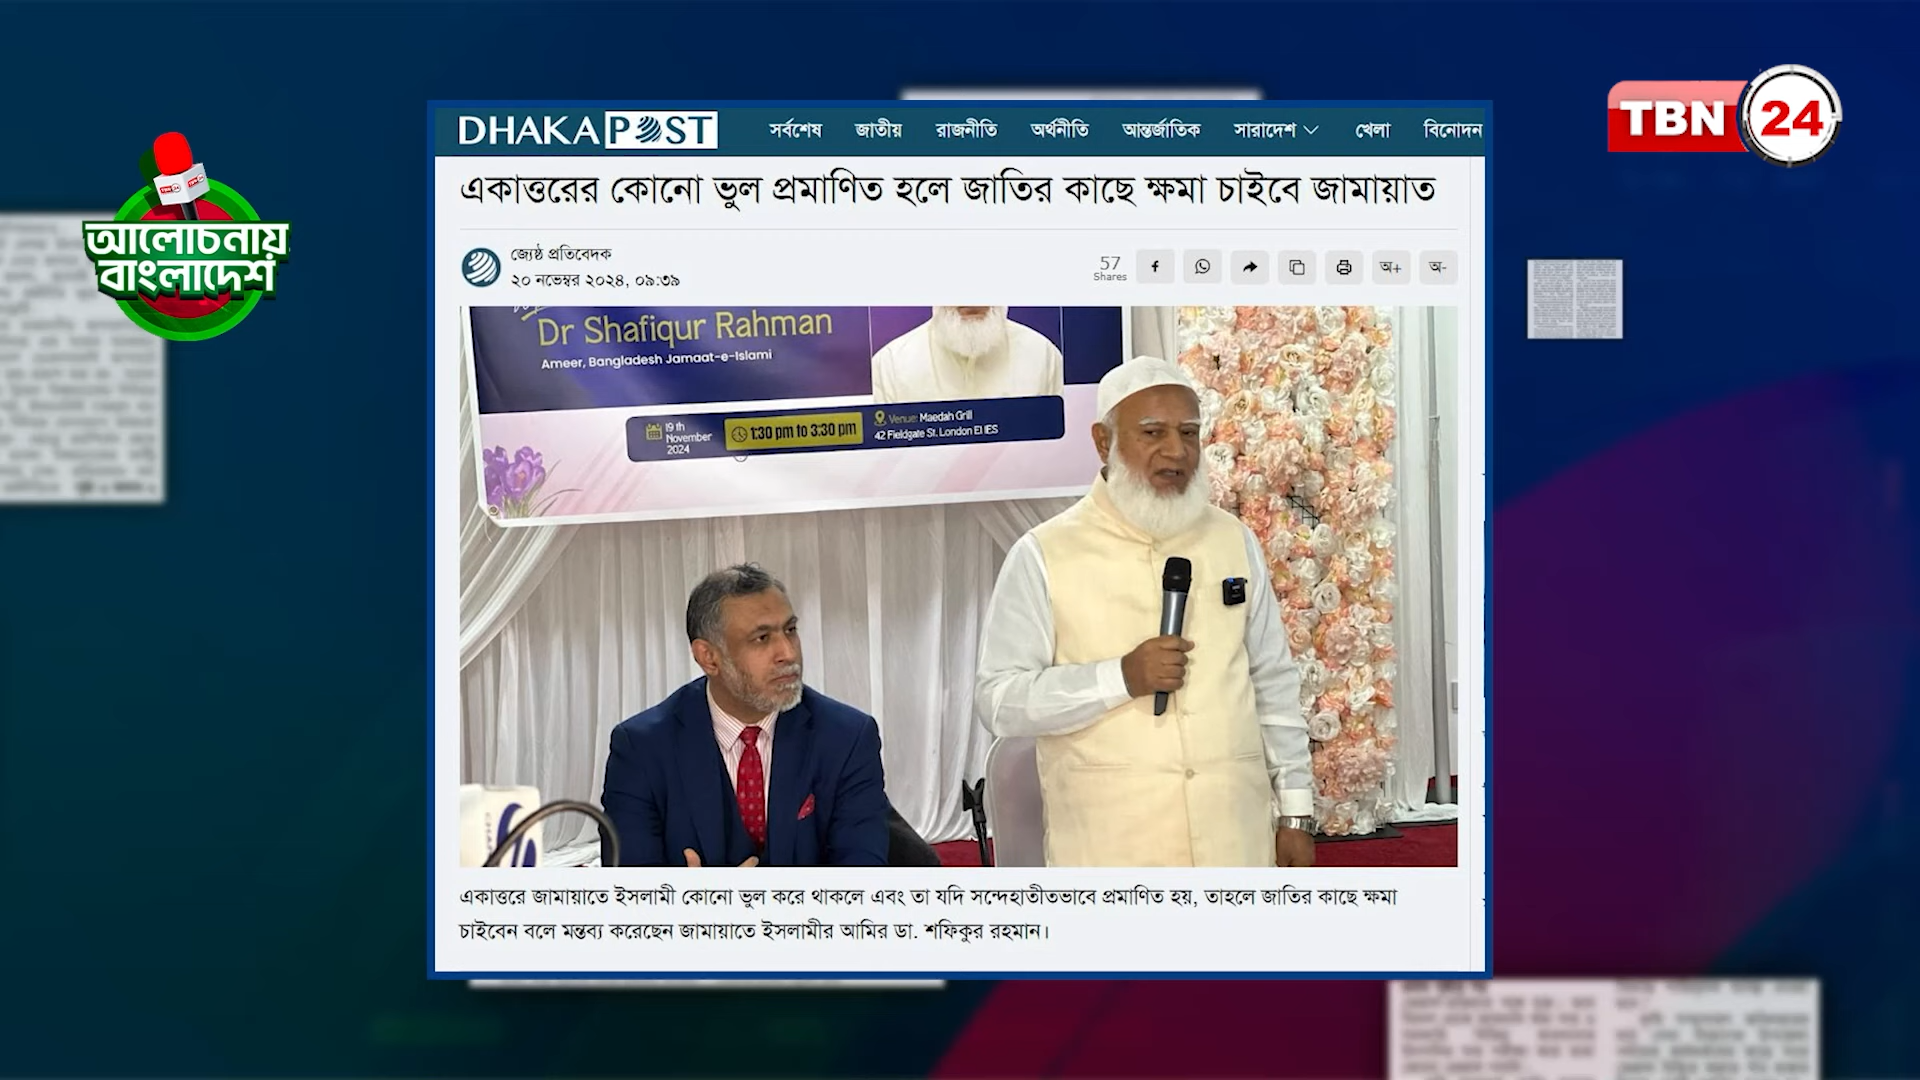 DHAKA POST
সর্বশেষ জাতীয় রাজনীতি অর্থনীতি আন্তর্জাতিক সারাদেশ খেলা বিনোদন
TBN 24
আলোচনায়
বাংলাদেশ
একাত্তরের কোনো ভুল প্রমাণিত হলে জাতির কাছে ক্ষমা চাইবে জামায়াত
জ্যেষ্ঠ প্রতিবেদক
২০ নভেম্বর ২০২৪, ০৯:৩৯
57
Shares
অ+ অ-
Dr Shafiqur Rahman
Ameer, Bangladesh Jamaat-e-Islami
19 th
November
2024
1:30 pm to 3:30 pm
Venue: Maedah Grill
42 Fieldgate St. London E1 1ES
একাত্তরে জামায়াতে ইসলামী কোনো ভুল করে থাকলে এবং তা যদি সন্দেহাতীতভাবে প্রমাণিত হয়, তাহলে জাতির কাছে ক্ষমা
চাইবেন বলে মন্তব্য করেছেন জামায়াতে ইসলামীর আমির ডা. শফিকুর রহমান।